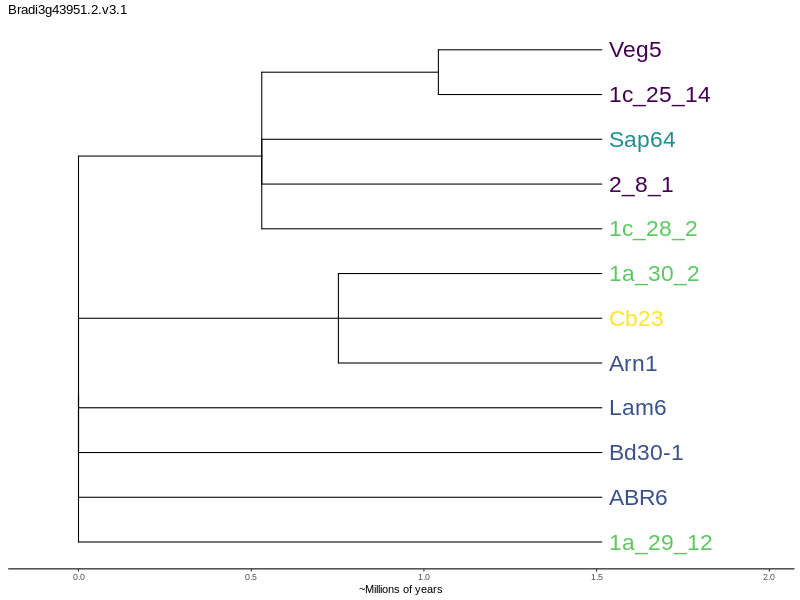 Bradi3g43951.2.v3.1
Veg5
1c_25_14
Sap64
2_8_1
1c_28_2
1a_30_2
Cb23
Arn1
Lam6
Bd30-1
ABR6
1a_29_12
0.0 0.5 1.0 1.5 2.0
~Millions of years